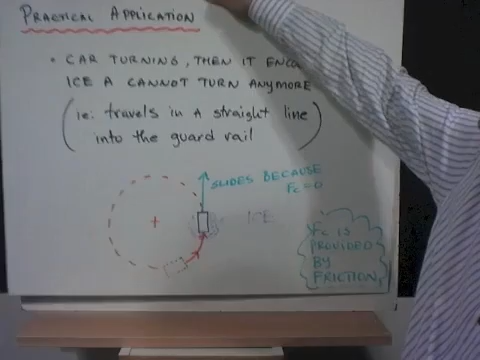 PRACTICAL APPLICATION
• CAR TURNING, THEN IT
ICE & CANNOT TURN ANYMORE
(ie: travels in a straight line
into the guard rail)
SLIDES BECAUSE
Fc = 0
ICE
Fc IS
PROVIDED
BY
FRICTION